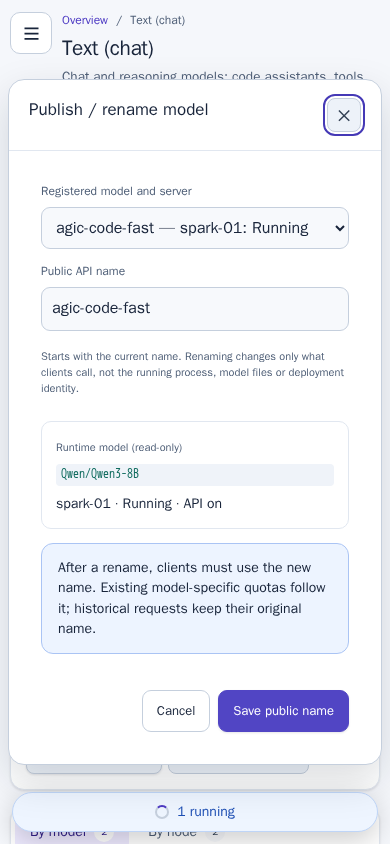 Overview / Text (chat)
Text (chat)
Chat and reasoning models: code assistants, tools
Publish / rename model
Registered model and server
agic-code-fast — spark-01: Running
Public API name
agic-code-fast
Starts with the current name. Renaming changes only what
clients call, not the running process, model files or deployment
identity.
Runtime model (read-only)
Qwen/Qwen3-8B
spark-01 · Running · API on
After a rename, clients must use the new
name. Existing model-specific quotas follow
it; historical requests keep their original
name.
Cancel
Save public name
1 running
By model 2 By node 2